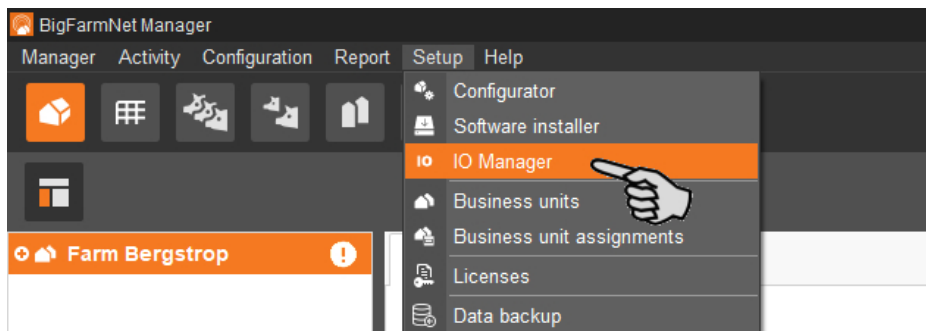 BigFarmNet Manager
Manager Activity Configuration Report Setup Help
Configurator
Software installer
IO IO Manager
Business units
Business unit assignments
Farm Bergstrop
Licenses
Data backup